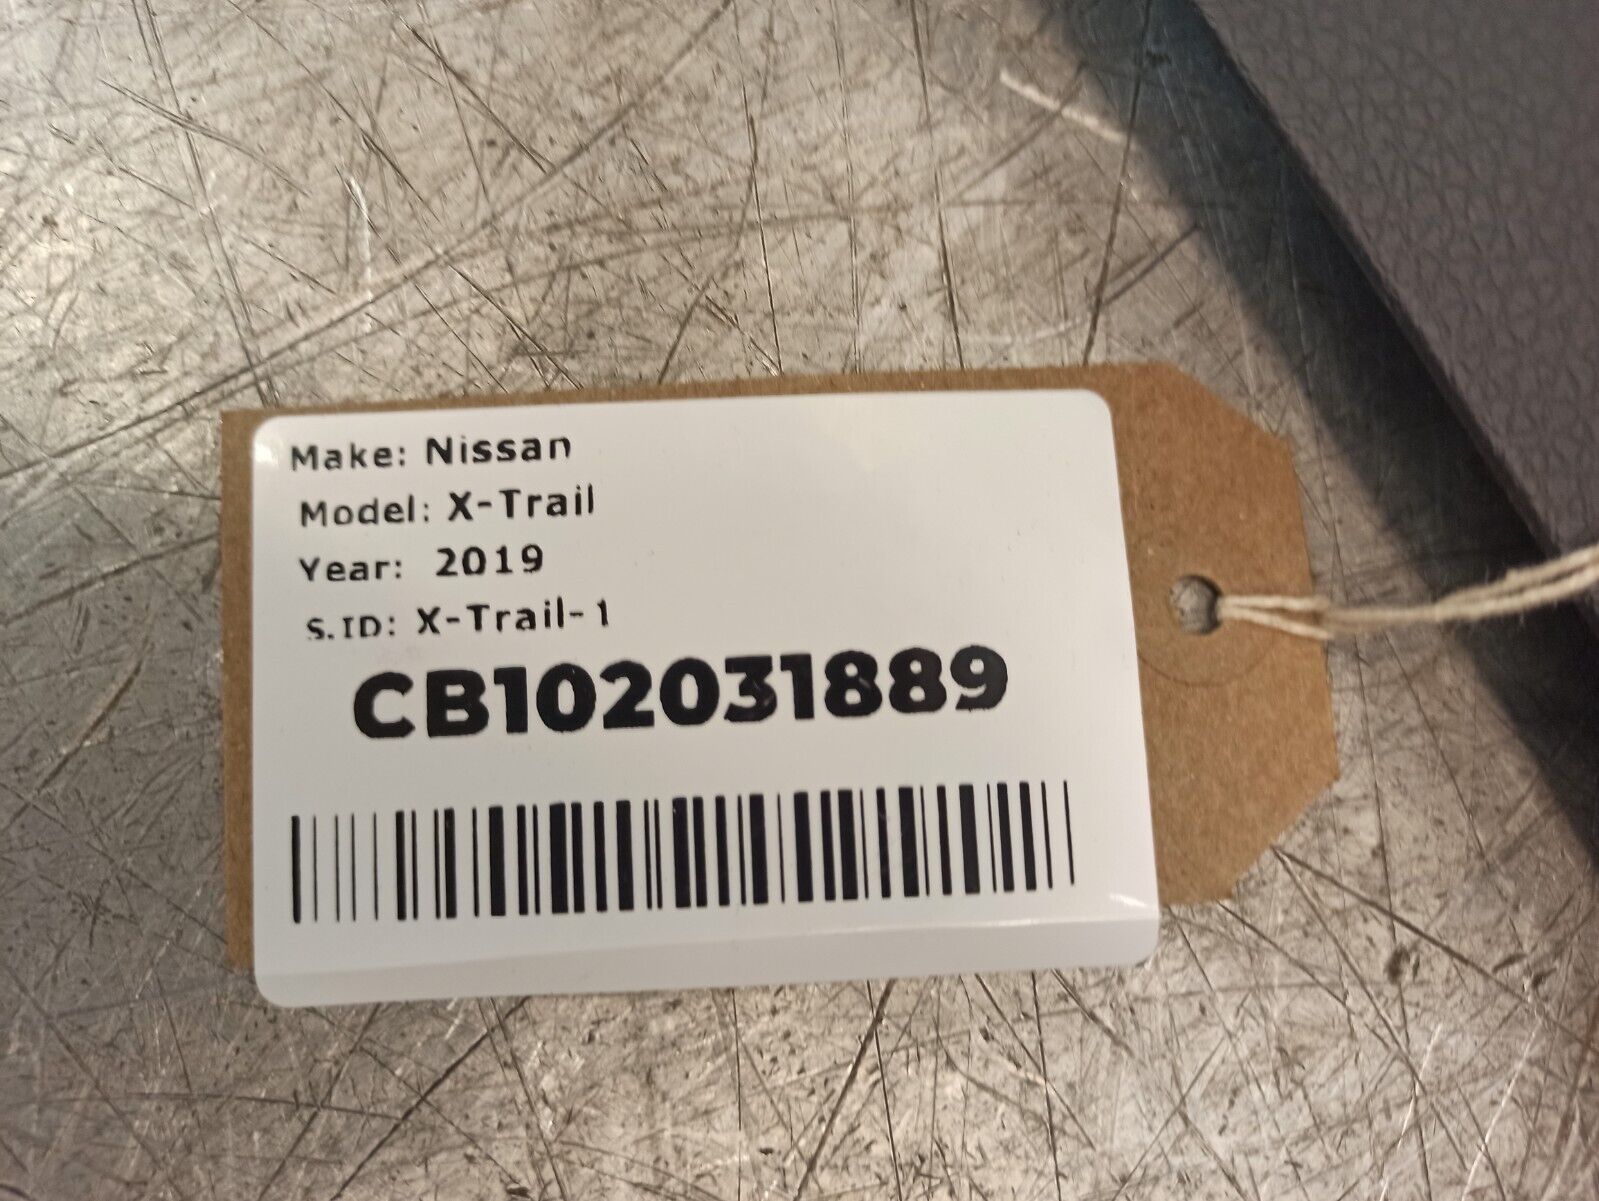 Make: Nissan
Model: X-Trail
Year: 2019
S.ID: X-Trail-1
CB102031889